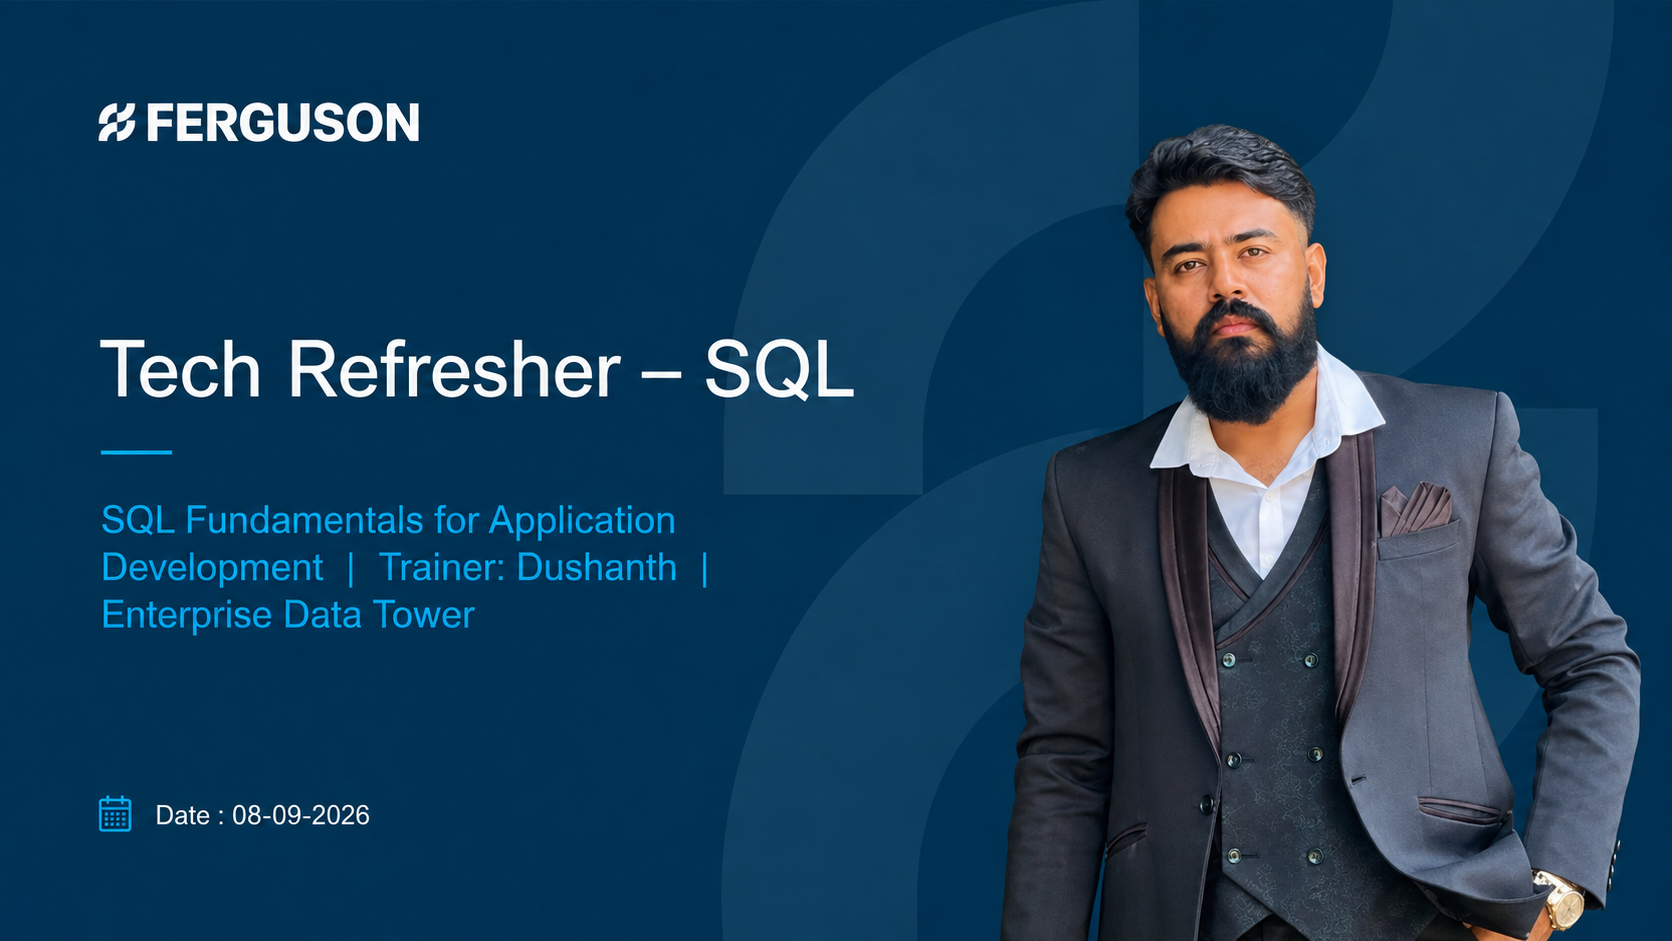 FERGUSON
Tech Refresher – SQL
SQL Fundamentals for Application
Development | Trainer: Dushanth |
Enterprise Data Tower
Date : 08-09-2026